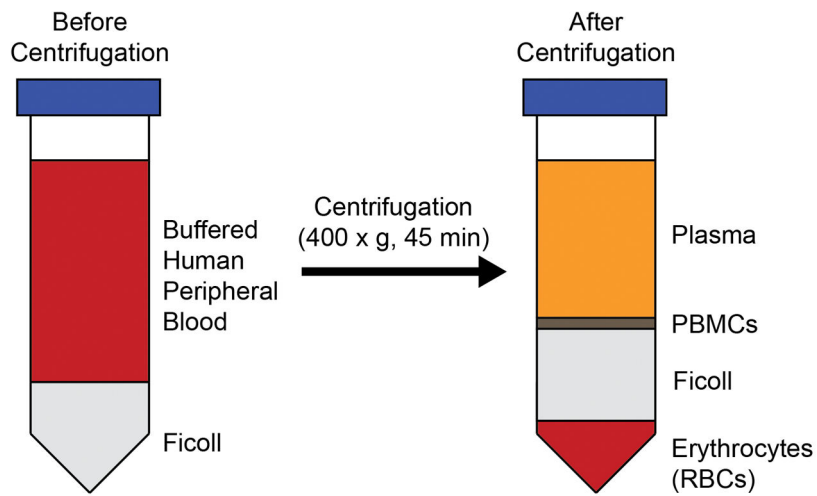 Before
Centrifugation
Buffered
Human
Peripheral
Blood
Ficoll
Centrifugation
(400 x g, 45 min)
After
Centrifugation
Plasma
PBMCs
Ficoll
Erythrocytes
(RBCs)